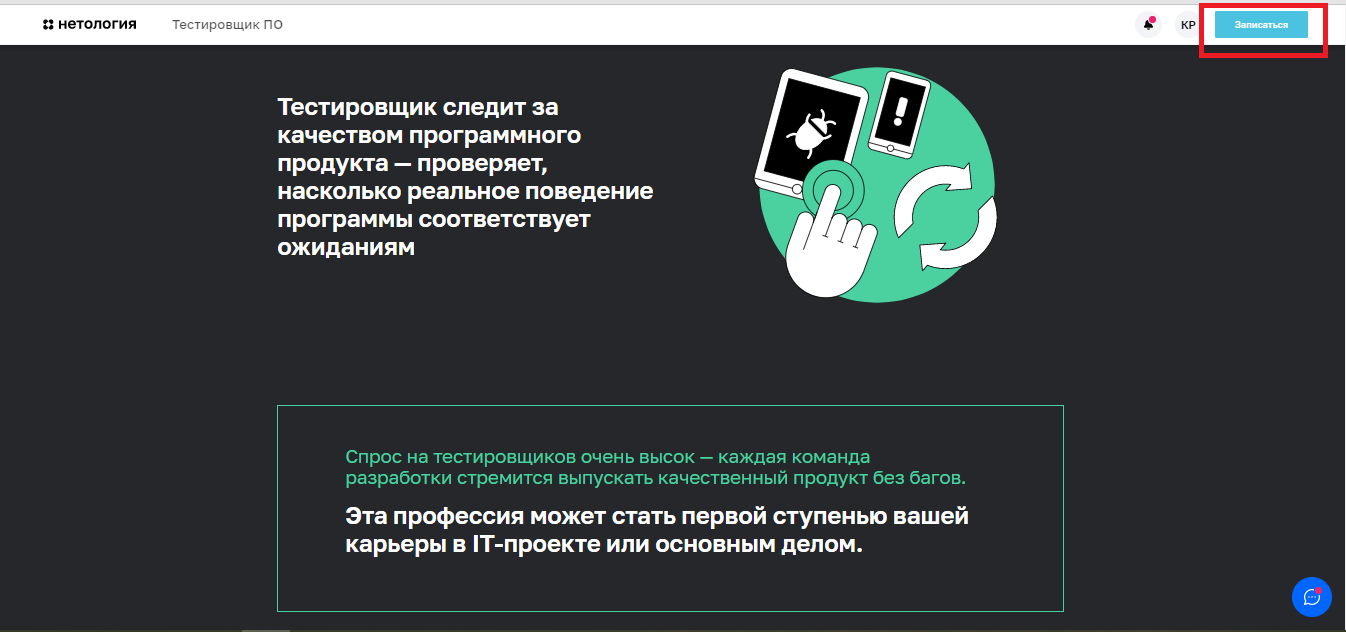 нетология
Тестировщик ПО
КР
Записаться
Тестировщик следит за
качеством программного
продукта — проверяет,
насколько реальное поведение
программы соответствует
ожиданиям
Спрос на тестировщиков очень высок — каждая команда
разработки стремится выпускать качественный продукт без багов.
Эта профессия может стать первой ступенью вашей
карьеры в IT-проекте или основным делом.